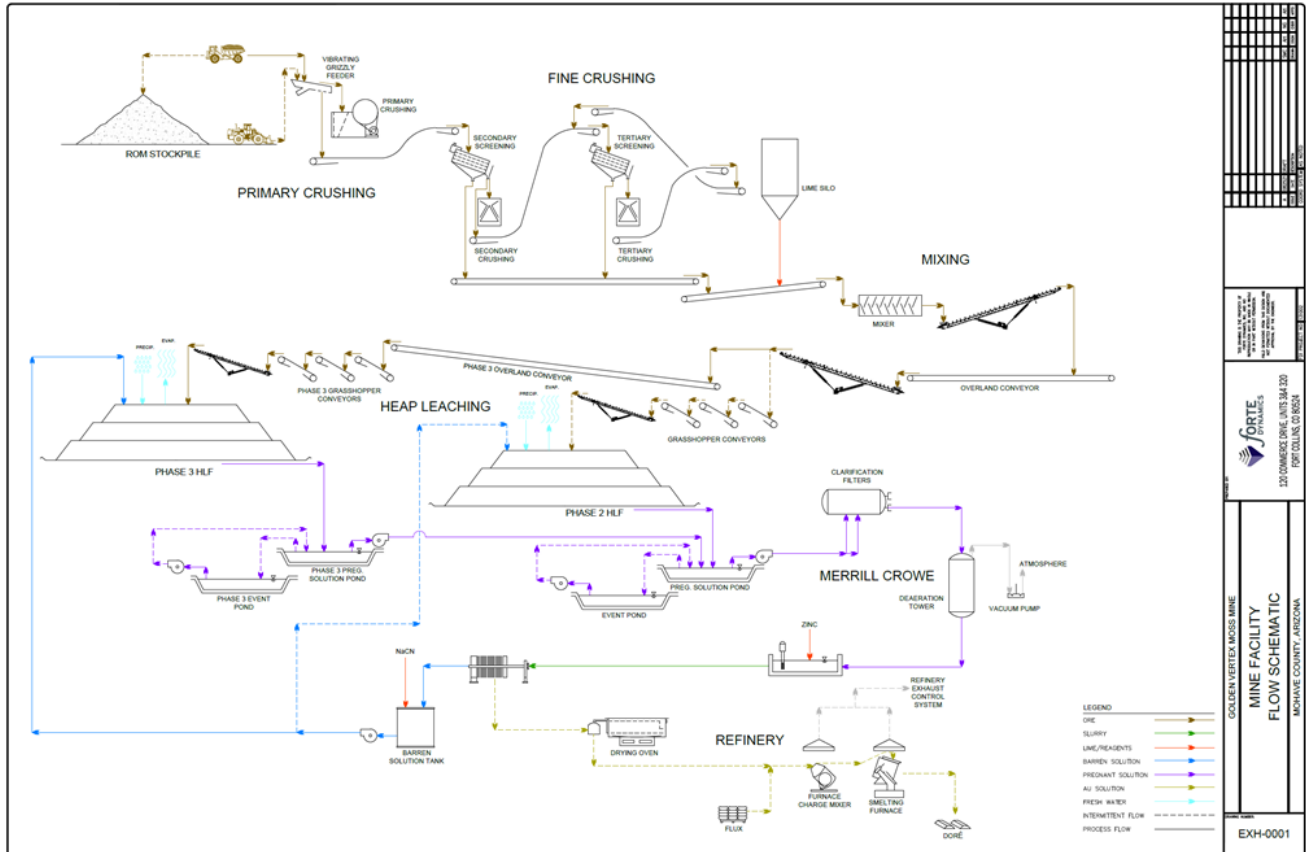 VIBRATING
GRIZZLY
FEEDER
PRIMARY
CRUSHING
ROM STOCKPILE
PRIMARY CRUSHING
FINE CRUSHING
SECONDARY
SCREENING
TERTIARY
SCREENING
SECONDARY
CRUSHING
TERTIARY
CRUSHING
LIME SILO
MIXING
MIXER
PRECIP.
EVAP.
PHASE 3 GRASSHOPPER
CONVEYORS
PHASE 3 OVERLAND CONVEYOR
OVERLAND CONVEYOR
HEAP LEACHING
PRECIP.
EVAP.
GRASSHOPPER CONVEYORS
PHASE 3 HLF
PHASE 2 HLF
CLARIFICATION
FILTERS
PHASE 3 PREG.
SOLUTION POND
PHASE 3 EVENT
POND
PREG. SOLUTION POND
EVENT POND
MERRILL CROWE
DEAERATION
TOWER
ATMOSPHERE
VACUUM PUMP
ZINC
NaCN
BARREN
SOLUTION TANK
REFINERY
EXHAUST
CONTROL
SYSTEM
REFINERY
DRYING OVEN
FURNACE
CHARGE MIXER
SMELTING
FURNACE
FLUX
DORÉ
LEGEND
ORE
SLURRY
LIME/REAGENTS
BARREN SOLUTION
PREGNANT SOLUTION
AU SOLUTION
FRESH WATER
INTERMITTENT FLOW
PROCESS FLOW
FORTE
DYNAMICS
120 COMMERCE DRIVE, UNITS 3&4 320
FORT COLLINS, CO 80524
GOLDEN VERTEX MOSS MINE
MINE FACILITY
FLOW SCHEMATIC
MOHAVE COUNTY, ARIZONA
EXH-0001